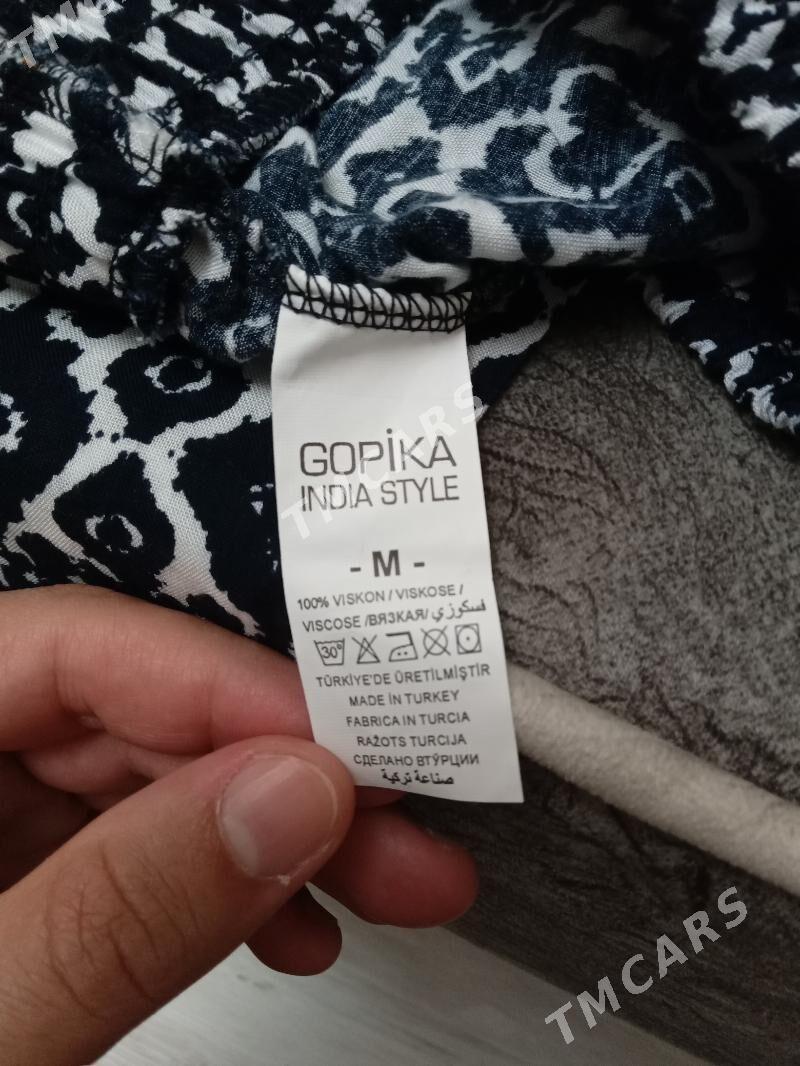 TMCARS
GOPİKA
INDIA STYLE
- M -
100% VISKON / VISKOSE /
VISCOSE /ВЯЗКАЯ/ فسكوزي
30°
TÜRKİYE'DE ÜRETİLMİŞTİR
MADE IN TURKEY
FABRICA IN TURCIA
RAŽOTS TURCIJA
СДЕЛАНО ВТЎРЦИИ
صناعة تركية
TMCARS
TMCARS